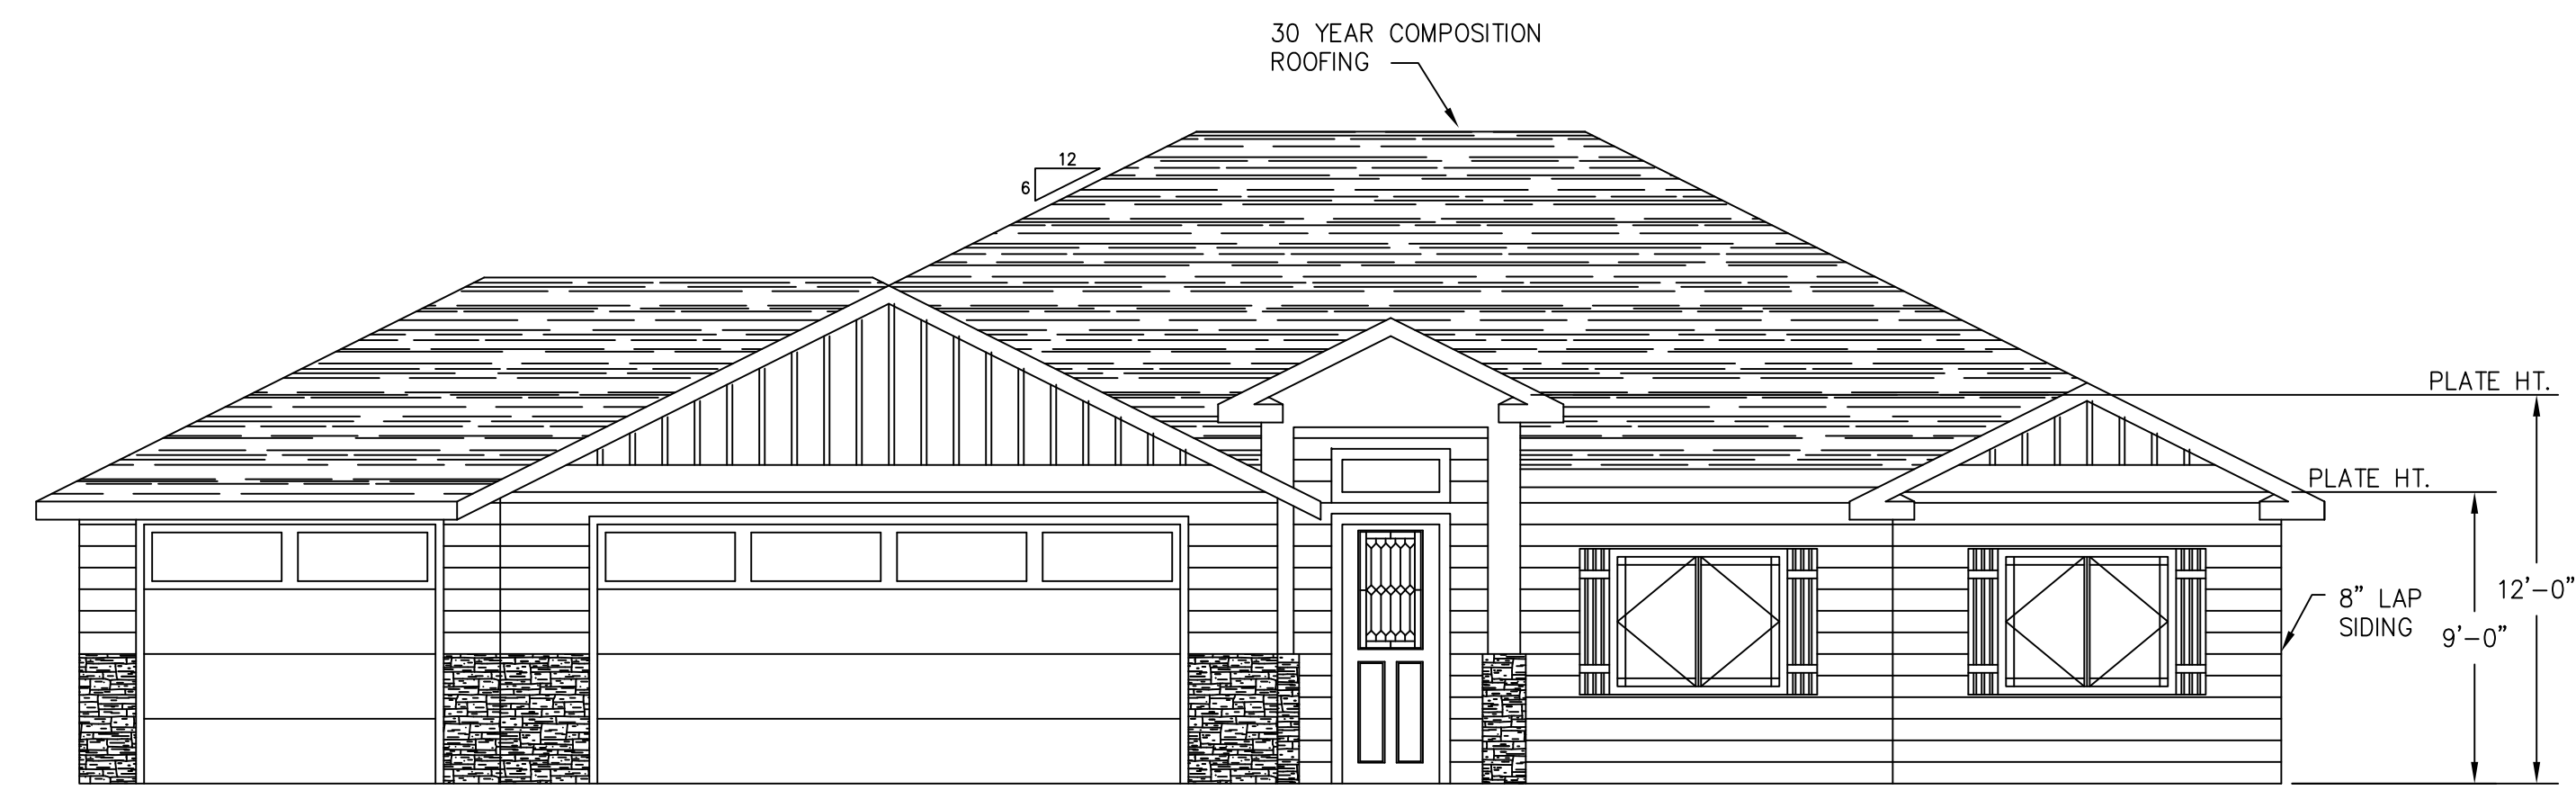 30 YEAR COMPOSITION
ROOFING
12
6
PLATE HT.
PLATE HT.
12'-0"
8" LAP
SIDING
9'-0"